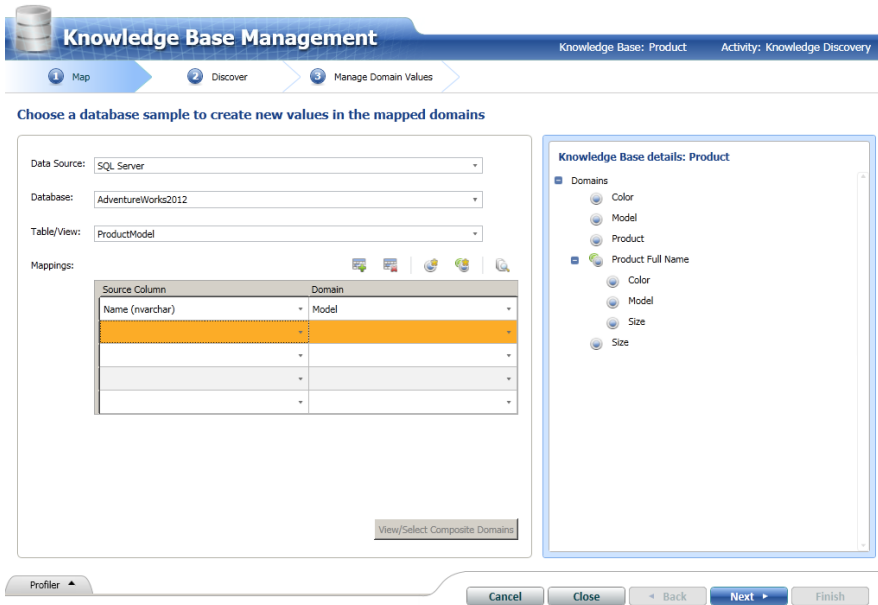 Knowledge Base Management
Knowledge Base: Product Activity: Knowledge Discovery
1 Map 2 Discover 3 Manage Domain Values
Choose a database sample to create new values in the mapped domains
Data Source: SQL Server
Database: AdventureWorks2012
Table/View: ProductModel
Mappings:
Source Column Domain
Name (nvarchar) Model
View/Select Composite Domains
Knowledge Base details: Product
Domains
Color
Model
Product
Product Full Name
Color
Model
Size
Size
Profiler
Cancel Close Back Next Finish